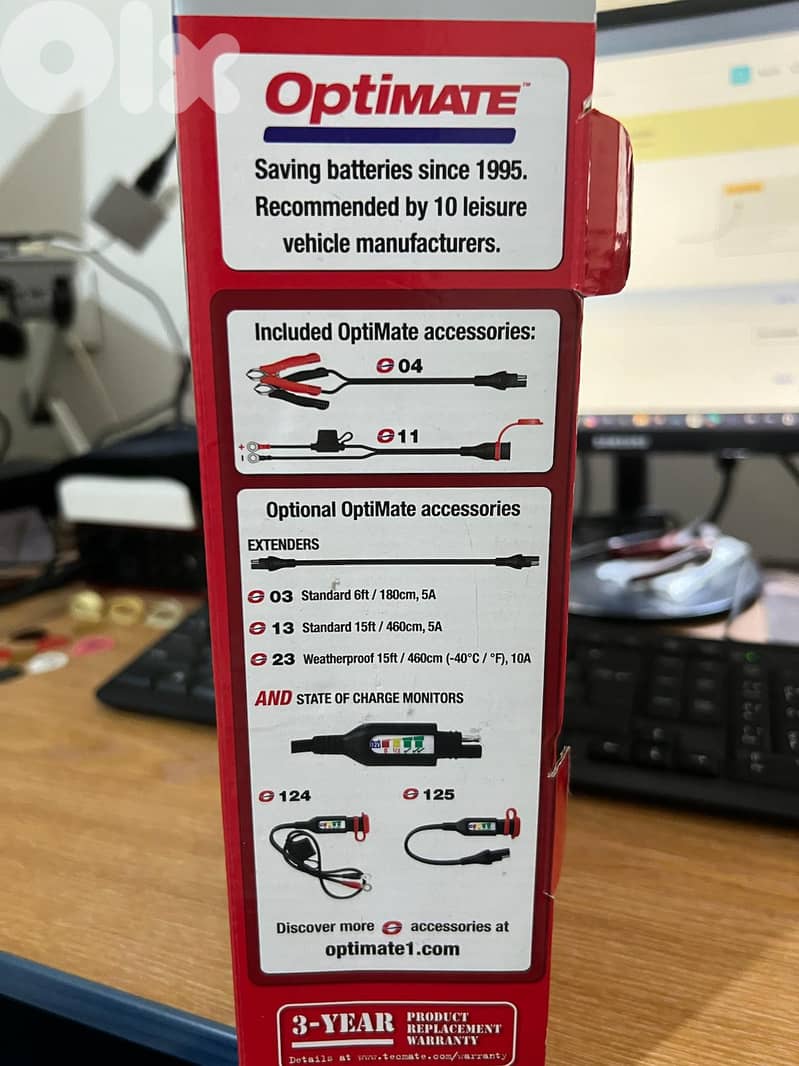 olx
OptiMATE™
Saving batteries since 1995.
Recommended by 10 leisure
vehicle manufacturers.
Included OptiMate accessories:
04
11
+
-
Optional OptiMate accessories
EXTENDERS
03 Standard 6ft / 180cm, 5A
13 Standard 15ft / 460cm, 5A
23 Weatherproof 15ft / 460cm (-40°C / °F), 10A
AND STATE OF CHARGE MONITORS
124
125
Discover more accessories at
optimate1.com
3-YEAR PRODUCT
REPLACEMENT
WARRANTY
Details at www.tecmate.com/warranty
SAMSUNG